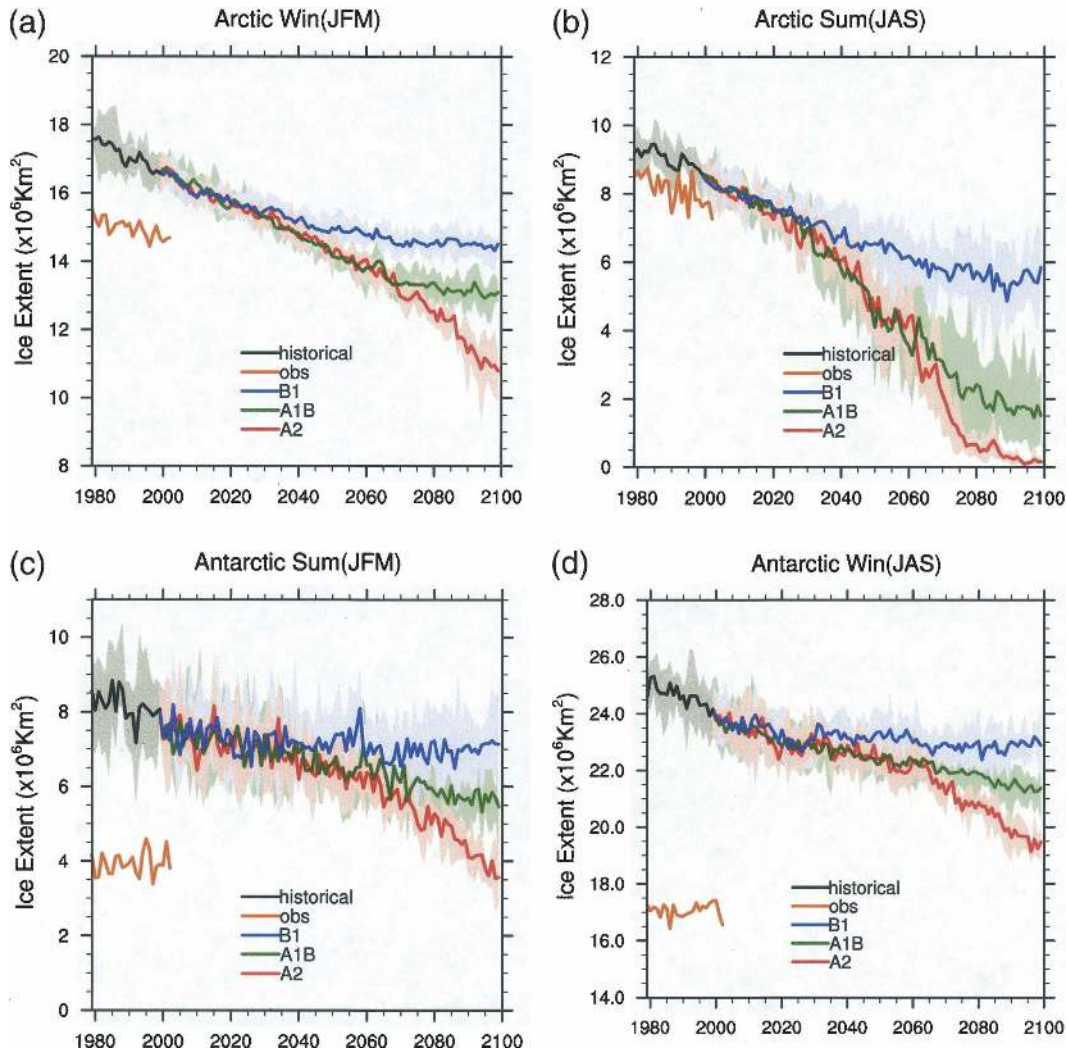 (a) Arctic Win(JFM)
Ice Extent (x10⁶Km²)
20
18
16
14
12
10
8
historical
obs
B1
A1B
A2
1980 2000 2020 2040 2060 2080 2100
(b) Arctic Sum(JAS)
Ice Extent (x10⁶Km²)
12
10
8
6
4
2
0
historical
obs
B1
A1B
A2
1980 2000 2020 2040 2060 2080 2100
(c) Antarctic Sum(JFM)
Ice Extent (x10⁶Km²)
10
8
6
4
2
0
historical
obs
B1
A1B
A2
1980 2000 2020 2040 2060 2080 2100
(d) Antarctic Win(JAS)
Ice Extent (x10⁶Km²)
28.0
26.0
24.0
22.0
20.0
18.0
16.0
14.0
historical
obs
B1
A1B
A2
1980 2000 2020 2040 2060 2080 2100